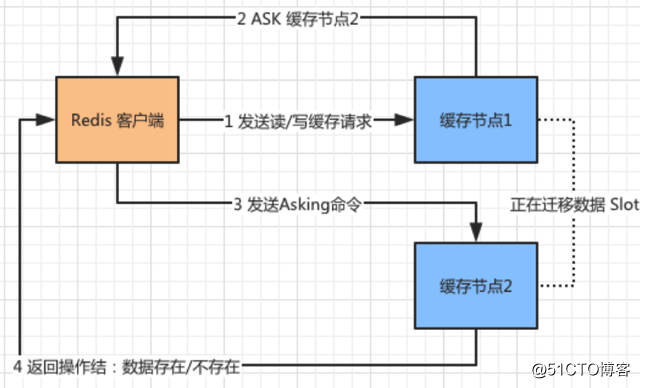 2 ASK 缓存节点2
Redis 客户端
1 发送读/写缓存请求
缓存节点1
3 发送Asking命令
正在迁移数据 Slot
缓存节点2
4 返回操作结：数据存在/不存在
@51CTO博客